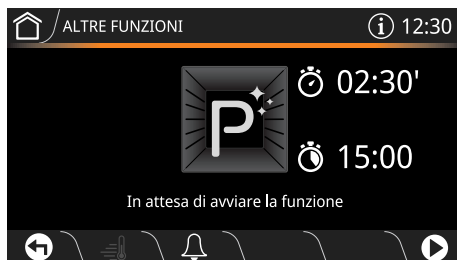 ALTRE FUNZIONI
i 12:30
P
02:30'
15:00
In attesa di avviare la funzione